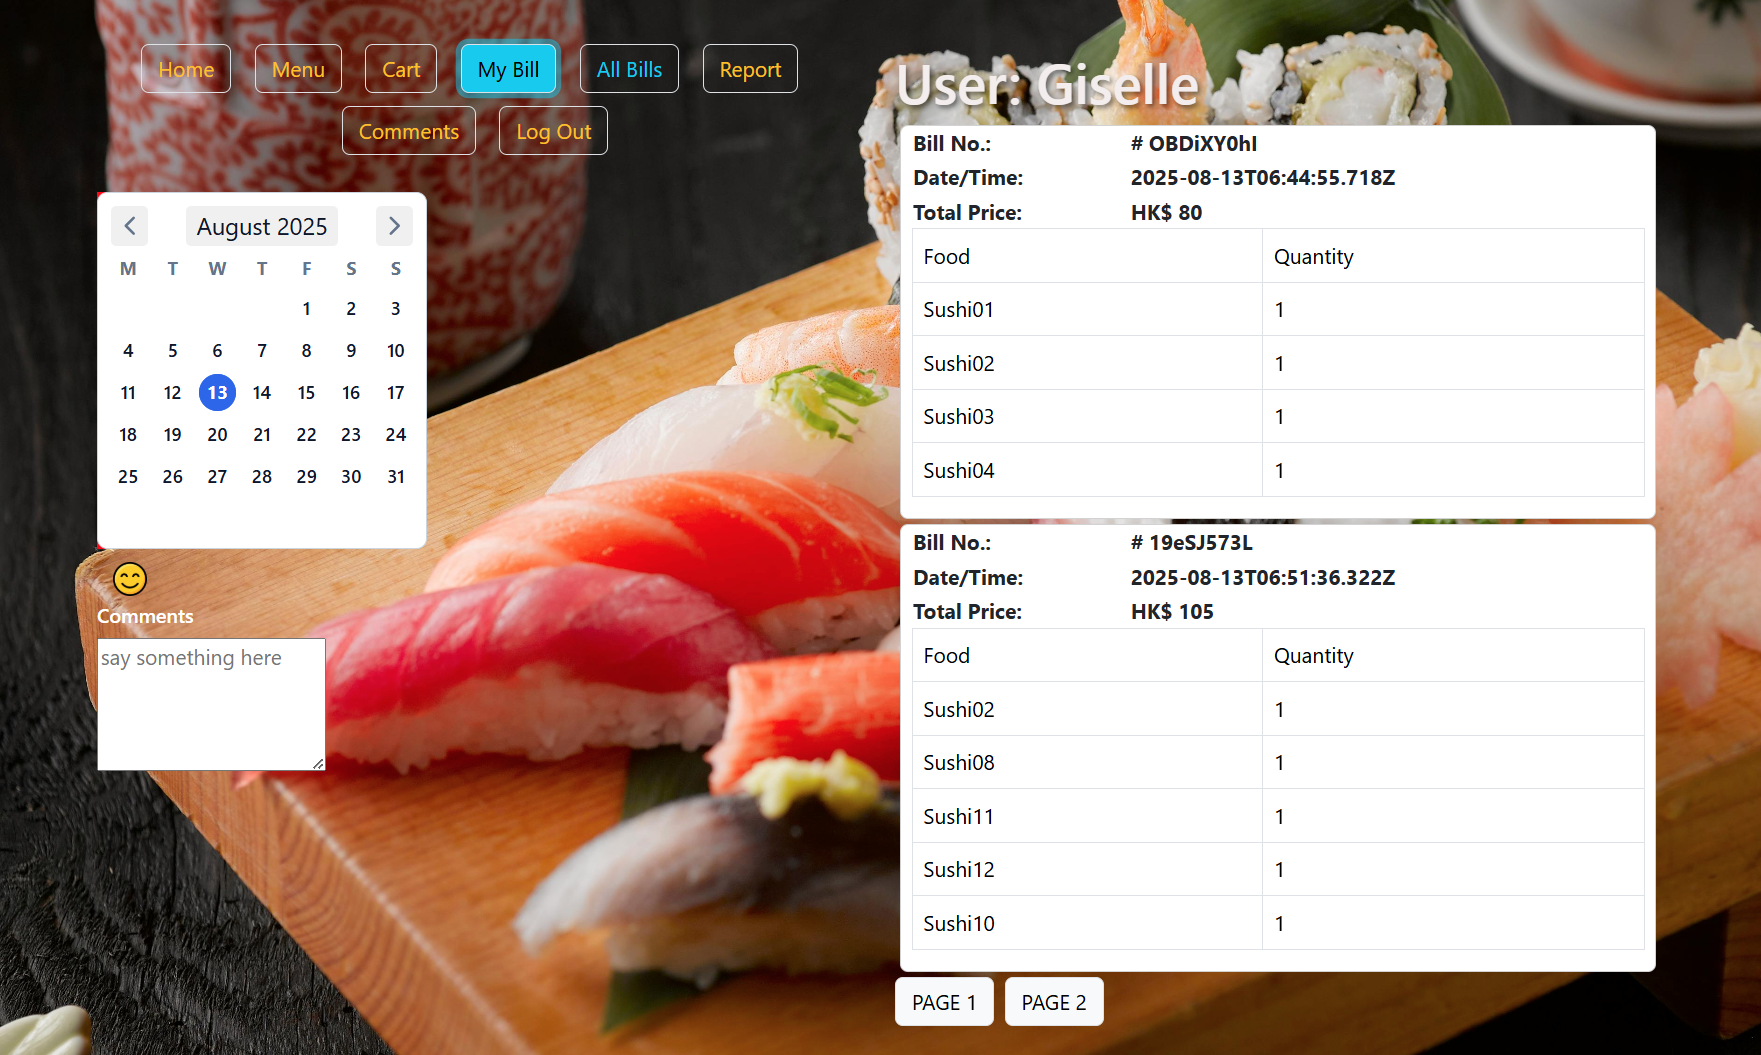 Home Menu Cart My Bill All Bills Report
Comments Log Out
August 2025
M T W T F S S
1 2 3
4 5 6 7 8 9 10
11 12 13 14 15 16 17
18 19 20 21 22 23 24
25 26 27 28 29 30 31
Comments
say something here
User: Giselle
Bill No.: # OBDiXY0hI
Date/Time: 2025-08-13T06:44:55.718Z
Total Price: HK$ 80
Food Quantity
Sushi01 1
Sushi02 1
Sushi03 1
Sushi04 1
Bill No.: # 19eSJ573L
Date/Time: 2025-08-13T06:51:36.322Z
Total Price: HK$ 105
Food Quantity
Sushi02 1
Sushi08 1
Sushi11 1
Sushi12 1
Sushi10 1
PAGE 1 PAGE 2